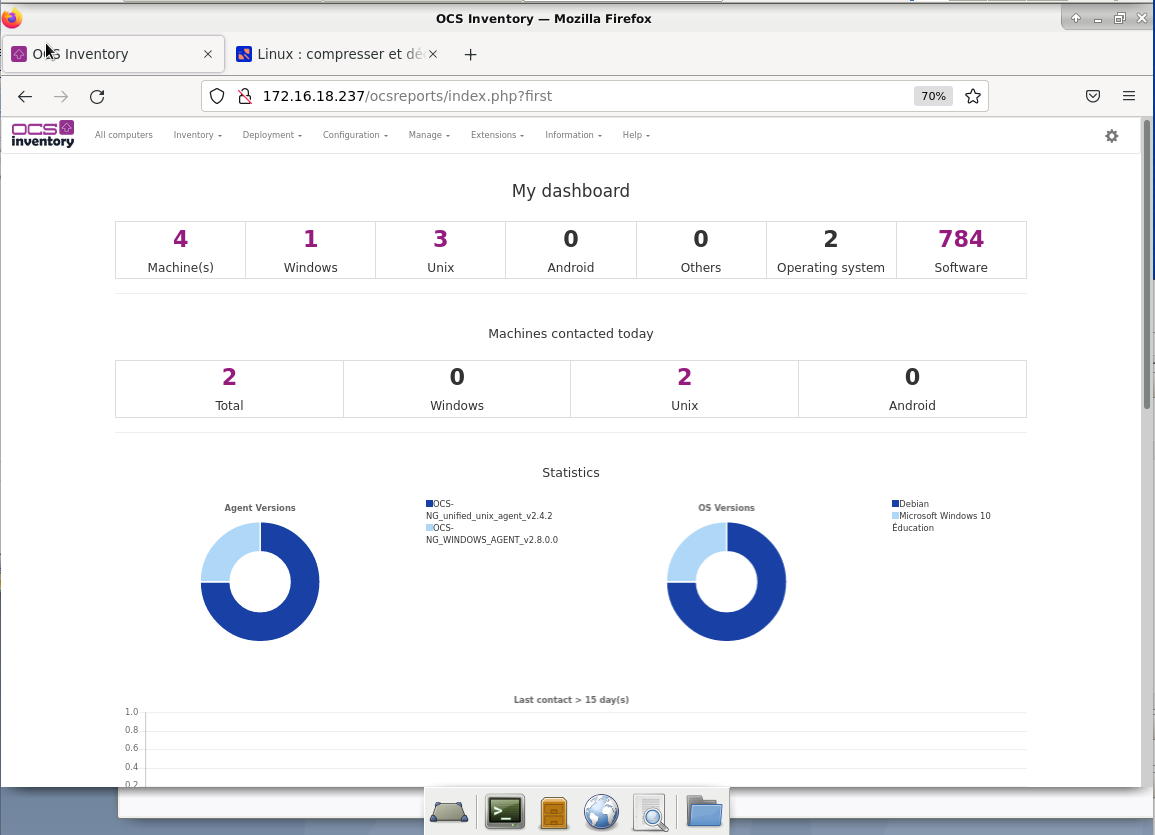 OCS Inventory — Mozilla Firefox
OCS Inventory
Linux : compresser et dé
172.16.18.237/ocsreports/index.php?first
70%
OCS inventory
All computers
Inventory
Deployment
Configuration
Manage
Extensions
Information
Help
My dashboard
4
1
3
0
0
2
784
Machine(s)
Windows
Unix
Android
Others
Operating system
Software
Machines contacted today
2
0
2
0
Total
Windows
Unix
Android
Statistics
Agent Versions
OCS-
NG_unified_unix_agent_v2.4.2
OCS-
NG_WINDOWS_AGENT_v2.8.0.0
OS Versions
Debian
Microsoft Windows 10
Éducation
Last contact > 15 day(s)
1.0
0.8
0.6
0.4
0.2